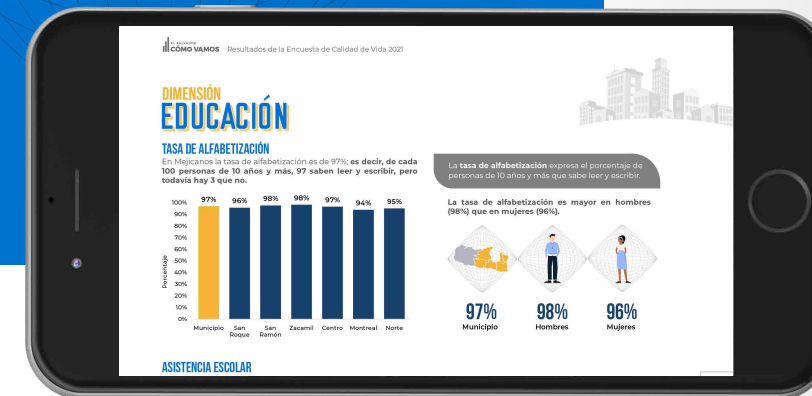 EL SALVADOR
CÓMO VAMOS Resultados de la Encuesta de Calidad de Vida 2021
DIMENSIÓN
EDUCACIÓN
TASA DE ALFABETIZACIÓN
En Mejicanos la tasa de alfabetización es de 97%; es decir, de cada
100 personas de 10 años y más, 97 saben leer y escribir, pero
todavía hay 3 que no.
100%
90%
80%
70%
60%
50%
40%
30%
20%
10%
0%
Porcentaje
97% 96% 98% 98% 97% 94% 95%
Municipio San Roque San Ramón Zacamil Centro Montreal Norte
La tasa de alfabetización expresa el porcentaje de
personas de 10 años y más que sabe leer y escribir.
La tasa de alfabetización es mayor en hombres
(98%) que en mujeres (96%).
97% 98% 96%
Municipio Hombres Mujeres
ASISTENCIA ESCOLAR